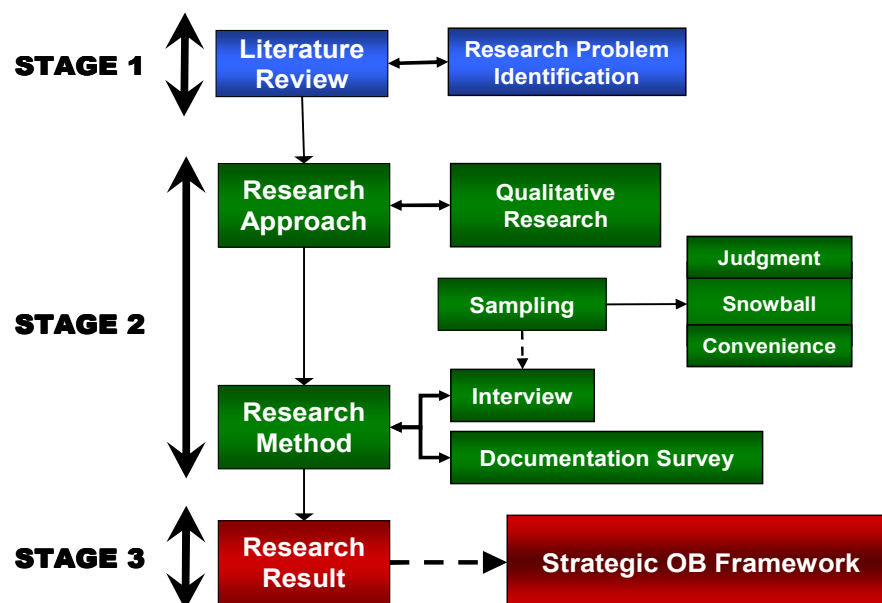 STAGE 1
Literature
Review
Research Problem
Identification
STAGE 2
Research
Approach
Qualitative
Research
Sampling
Judgment
Snowball
Convenience
Research
Method
Interview
Documentation Survey
STAGE 3
Research
Result
Strategic OB Framework